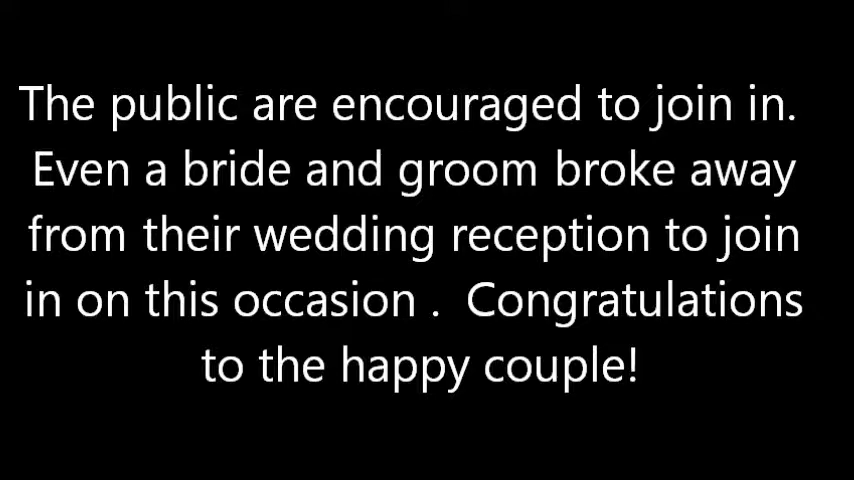 The public are encouraged to join in.
Even a bride and groom broke away
from their wedding reception to join
in on this occasion .  Congratulations
to the happy couple!